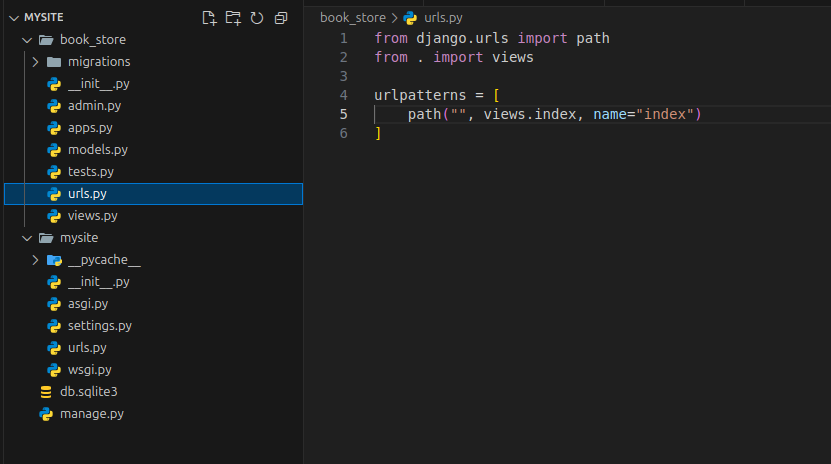 MYSITE
book_store
migrations
__init__.py
admin.py
apps.py
models.py
tests.py
urls.py
views.py
mysite
__pycache__
__init__.py
asgi.py
settings.py
urls.py
wsgi.py
db.sqlite3
manage.py
book_store > urls.py
1 from django.urls import path
2 from . import views
3
4 urlpatterns = [
5     path("", views.index, name="index")
6 ]